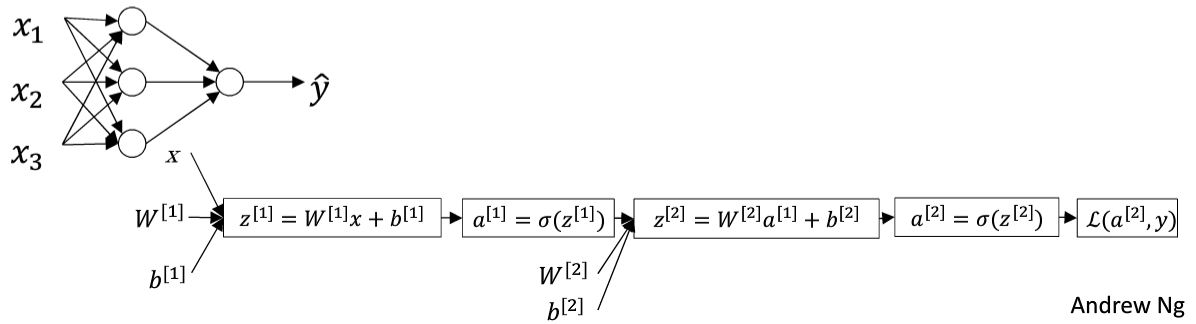 x₁
x₂
x₃
ŷ
x
W^[1]
b^[1]
z^[1] = W^[1]x + b^[1]
a^[1] = σ(z^[1])
z^[2] = W^[2]a^[1] + b^[2]
a^[2] = σ(z^[2])
ℒ(a^[2], y)
W^[2]
b^[2]
Andrew Ng